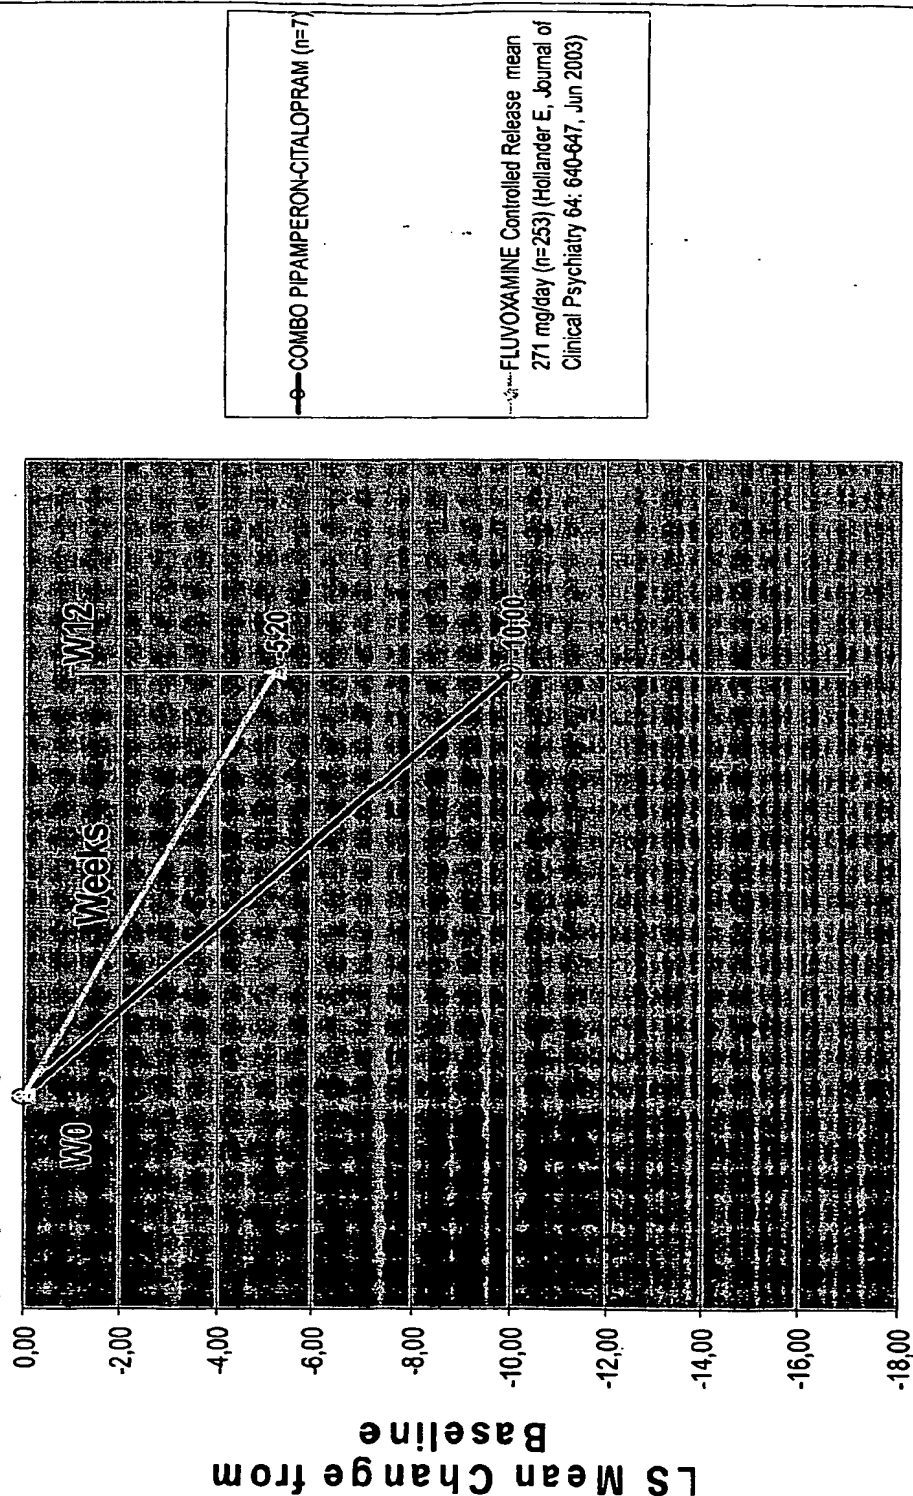 LS Mean Change from
Baseline
0,00
-2,00
-4,00
-6,00
-8,00
-10,00
-12,00
-14,00
-16,00
-18,00
W0
Weeks
W12
-5,20
-10,00
COMBO PIPAMPERON-CITALOPRAM (n=7)
FLUVOXAMINE Controlled Release mean
271 mg/day (n=253) (Hollander E, Journal of
Clinical Psychiatry 64: 640-647, Jun 2003)